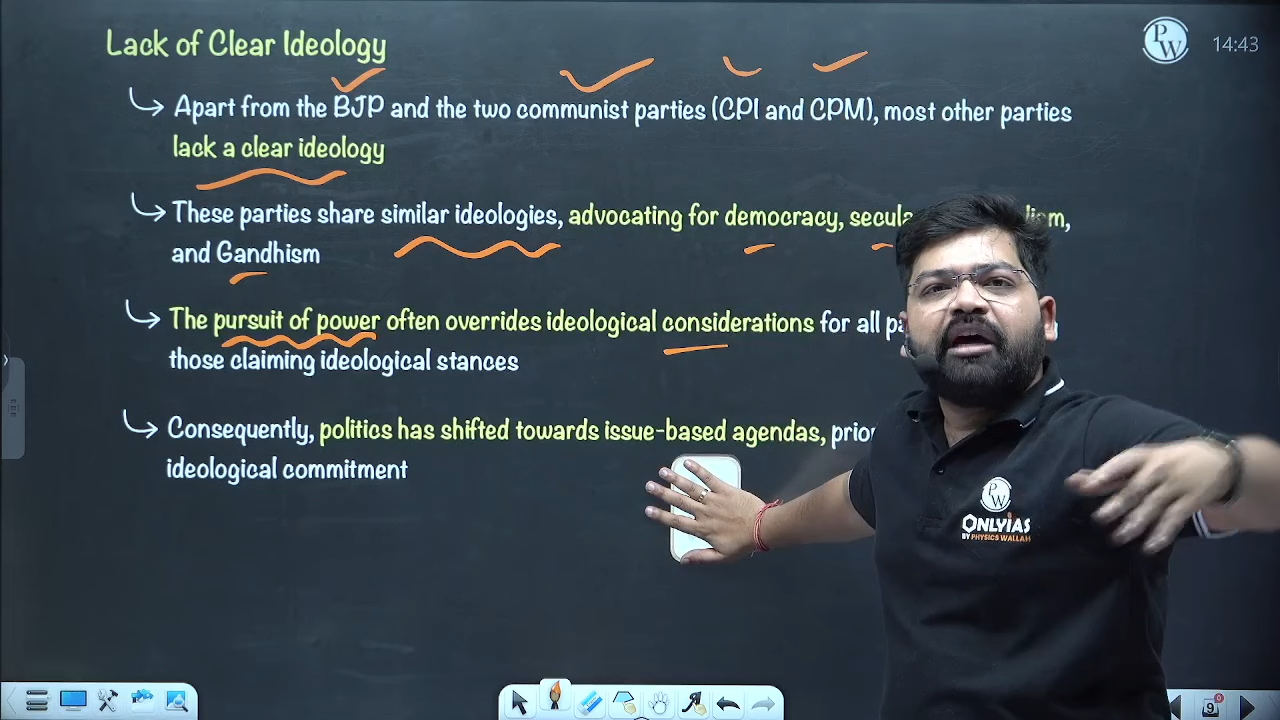 Lack of Clear Ideology
PW
14:43
Apart from the BJP and the two communist parties (CPI and CPM), most other parties
lack a clear ideology
These parties share similar ideologies, advocating for democracy,
and Gandhism
The pursuit of power often overrides ideological considerations for all
those claiming ideological stances
Consequently, politics has shifted towards issue-based agendas,
ideological commitment
PW
ONLYIAS
BY PHYSICS WALLAH
9